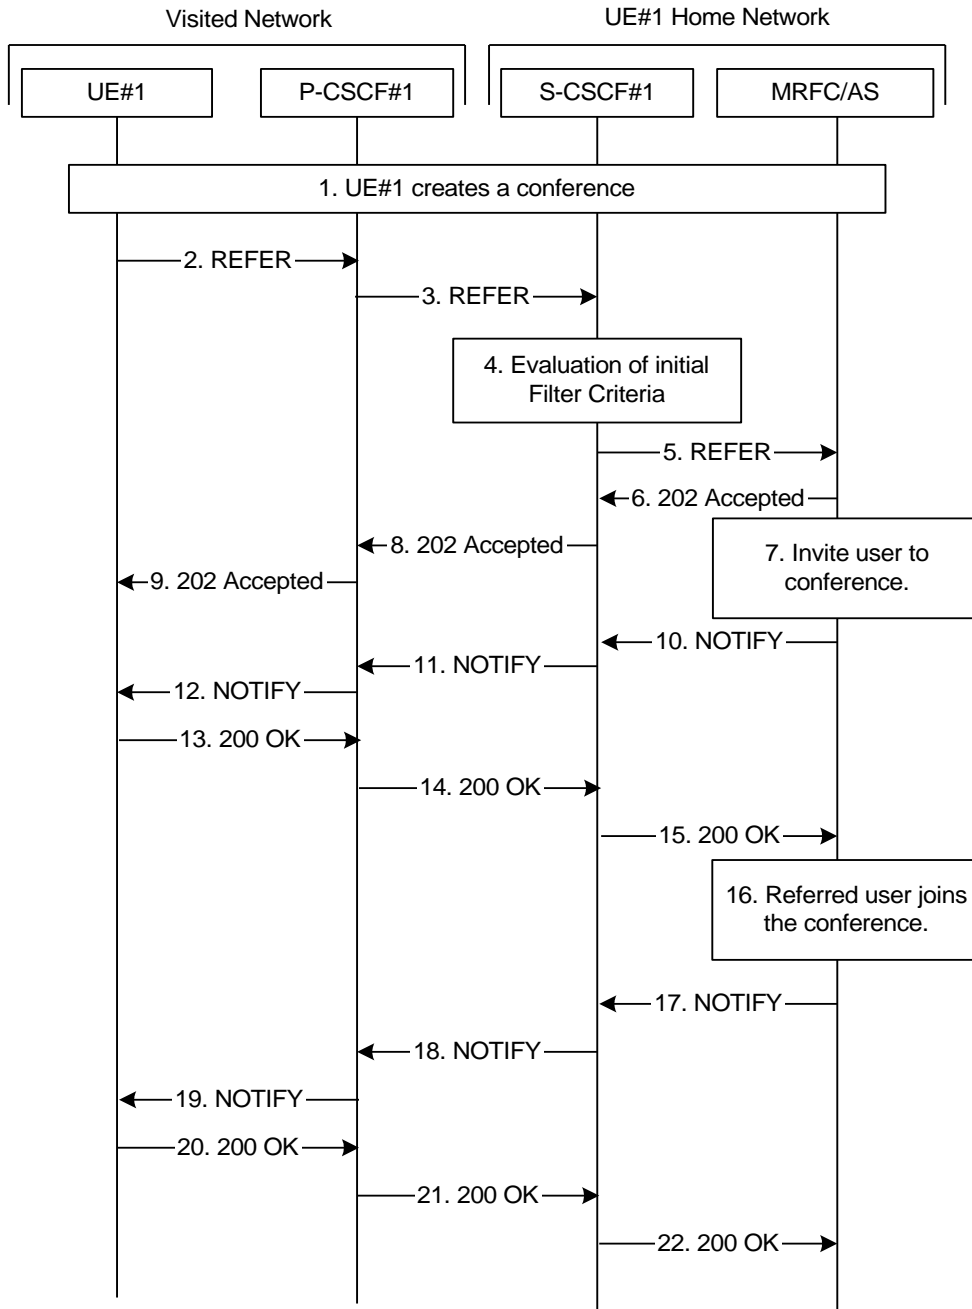 Visited Network
UE#1 Home Network
UE#1
P-CSCF#1
S-CSCF#1
MRFC/AS
1. UE#1 creates a conference
2. REFER
3. REFER
4. Evaluation of initial
Filter Criteria
5. REFER
6. 202 Accepted
8. 202 Accepted
7. Invite user to
conference.
9. 202 Accepted
10. NOTIFY
11. NOTIFY
12. NOTIFY
13. 200 OK
14. 200 OK
15. 200 OK
16. Referred user joins
the conference.
17. NOTIFY
18. NOTIFY
19. NOTIFY
20. 200 OK
21. 200 OK
22. 200 OK